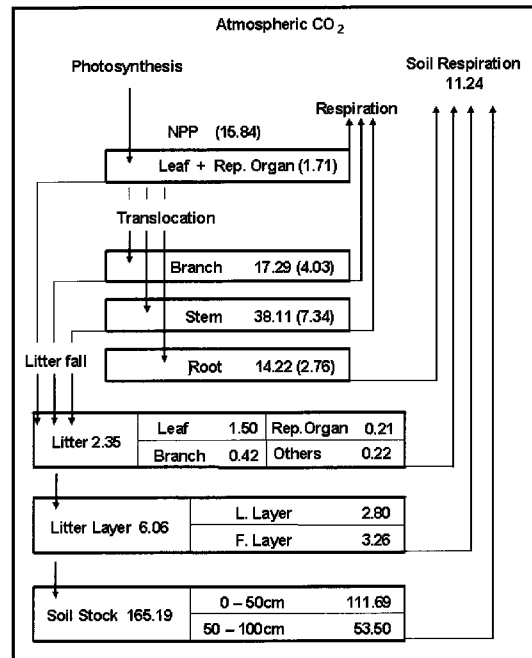 Atmospheric CO2
Photosynthesis
Soil Respiration
11.24
Respiration
NPP (15.84)
Leaf + Rep. Organ (1.71)
Translocation
Branch 17.29 (4.03)
Stem 38.11 (7.34)
Litter fall
Root 14.22 (2.76)
Litter 2.35
Leaf 1.50 Rep.Organ 0.21
Branch 0.42 Others 0.22
Litter Layer 6.06
L. Layer 2.80
F. Layer 3.26
Soil Stock 165.19
0 – 50cm 111.69
50 – 100cm 53.50